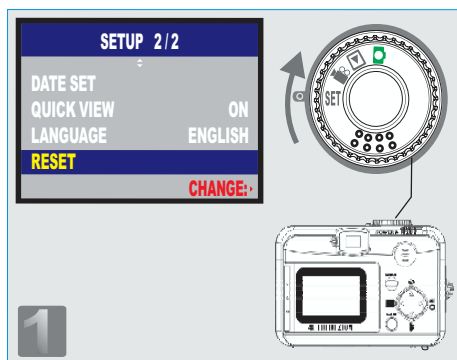 SETUP 2/2
DATE SET
QUICK VIEW ON
LANGUAGE ENGLISH
RESET
CHANGE:
SET
1